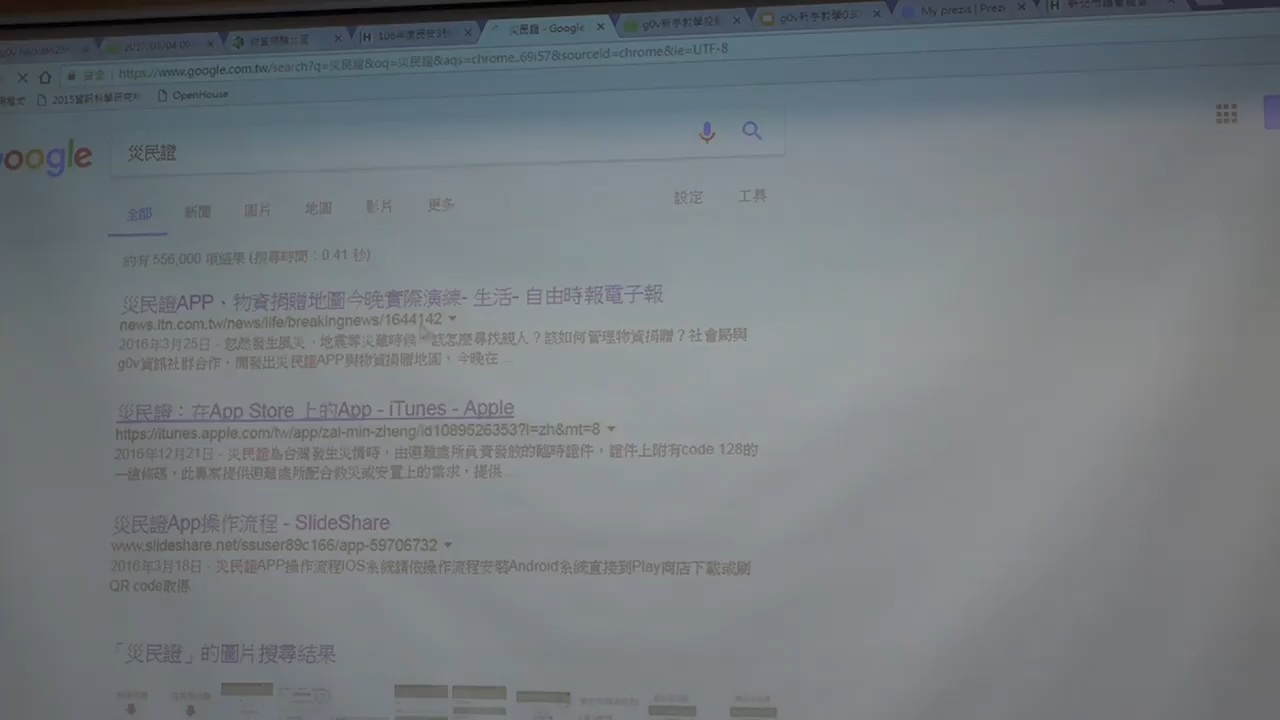 2017/03/04 09
災民證 - Google
g0v新手教學投影
g0v新手教學03
My prezis | Prezi
安全 | https://www.google.com.tw/search?q=災民證&oq=災民證&aqs=chrome..69i57&sourceid=chrome&ie=UTF-8
2015資訊科學研究所 OpenHouse
oogle 災民證
全部 新聞 圖片 地圖 影片 更多 設定 工具
約有 556,000 項結果 (搜尋時間：0.41 秒)
災民證APP、物資捐贈地圖今晚實際演練- 生活- 自由時報電子報
news.ltn.com.tw/news/life/breakingnews/1644142
2016年3月25日 - 忽然發生風災、地震等災難時候，該怎麼尋找親人？該如何管理物資捐贈？社會局與
g0v資訊社群合作，開發出災民證APP與物資捐贈地圖，今晚在 ...
災民證：在App Store 上的App - iTunes - Apple
https://itunes.apple.com/tw/app/zai-min-zheng/id1089526353?l=zh&mt=8
2016年12月21日 - 災民證為台灣發生災情時，由避難處所負責發放的臨時證件，證件上附有code 128的
一維條碼，此專案提供避難處所配合救災或安置上的需求，提供 ...
災民證App操作流程 - SlideShare
www.slideshare.net/ssuser89c166/app-59706732
2016年3月18日 - 災民證APP操作流程IOS系統請依操作流程安裝Android系統直接到Play商店下載或刷
QR code取得.
「災民證」的圖片搜尋結果